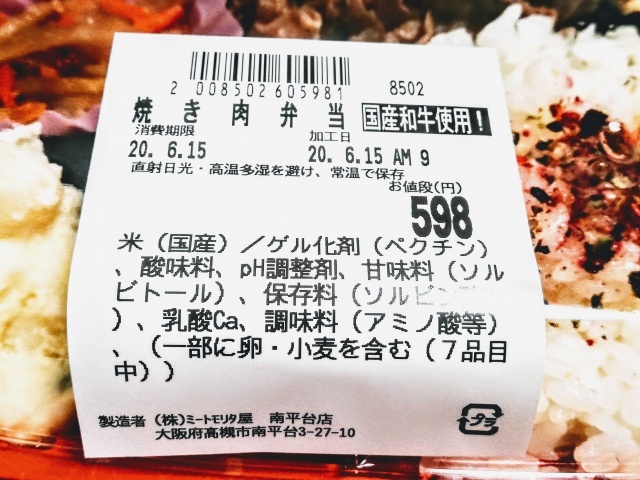 2 008502605981 8502
焼き肉弁当 国産和牛使用!
消費期限 加工日
20. 6.15 20. 6.15 AM 9
直射日光・高温多湿を避け、常温で保存
お値段(円)
598
米(国産)/ゲル化剤(ペクチン)
、酸味料、pH調整剤、甘味料(ソル
ビトール)、保存料(ソルビン
)、乳酸Ca、調味料(アミノ酸等)
、(一部に卵・小麦を含む(7品目
中))
製造者 (株)ミートモリタ屋 南平台店
大阪府高槻市南平台3-27-10
プラ